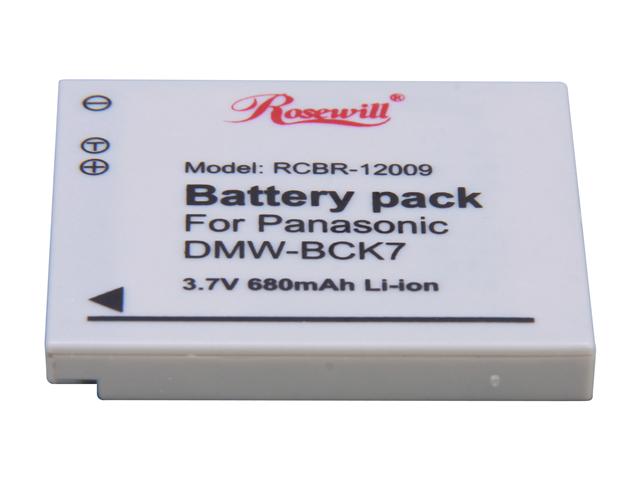 Rosewill®
Model: RCBR-12009
Battery pack
For Panasonic
DMW-BCK7
3.7V 680mAh Li-ion
⊖
T
⊕